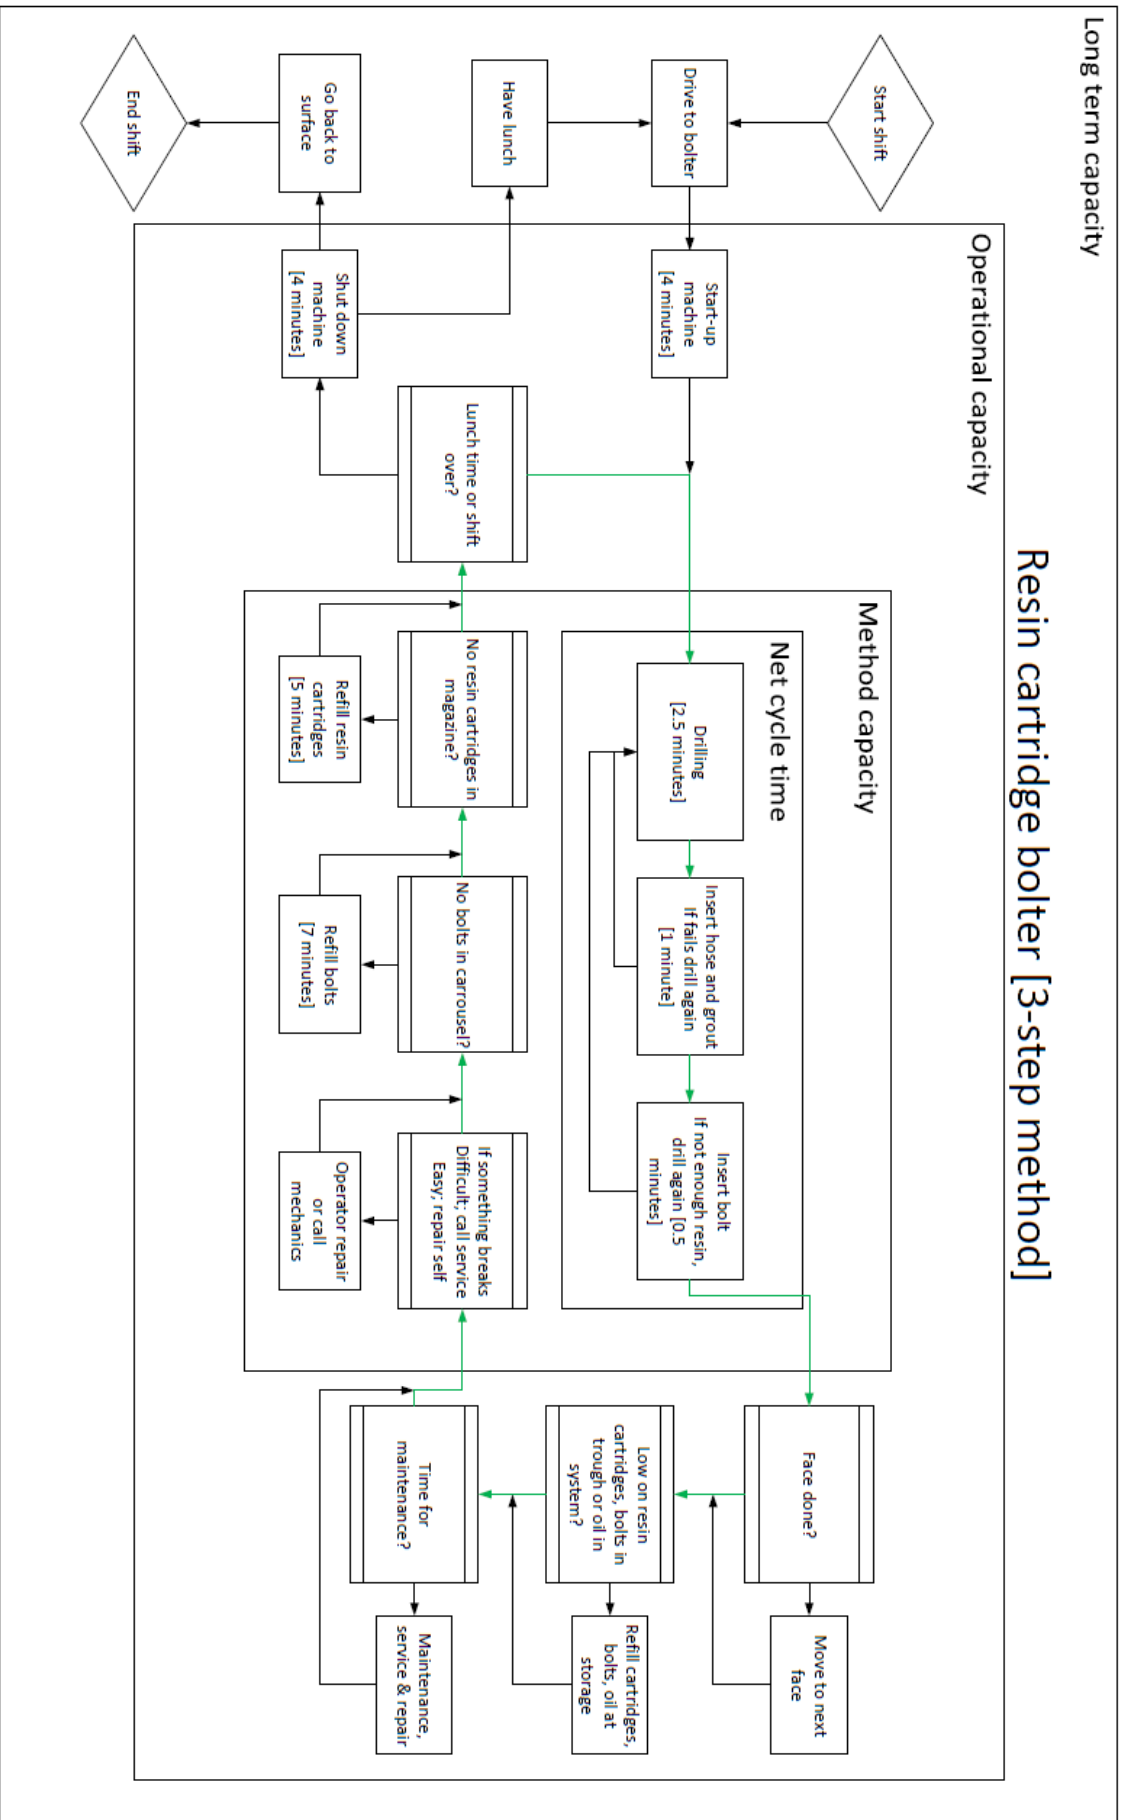 Long term capacity
Resin cartridge bolter [3-step method]
Operational capacity
Start shift
Drive to bolter
Start-up
machine
[4 minutes]
Method capacity
Net cycle time
Drilling
[2.5 minutes]
Insert hose and grout
If fails drill again
[1 minute]
Insert bolt
If not enough resin,
drill again [0.5
minutes]
Face done?
Move to next
face
Low on resin
cartridges, bolts in
trough or oil in
system?
Refill cartridges,
bolts, oil at
storage
Time for
maintenance?
Maintenance,
service & repair
If something breaks
Difficult; call service
Easy; repair self
Operator repair
or call
mechanics
No bolts in carrousel?
Refill bolts
[7 minutes]
No resin cartridges in
magazine?
Refill resin
cartridges
[5 minutes]
Lunch time or shift
over?
Shut down
machine
[4 minutes]
Have lunch
Go back to
surface
End shift